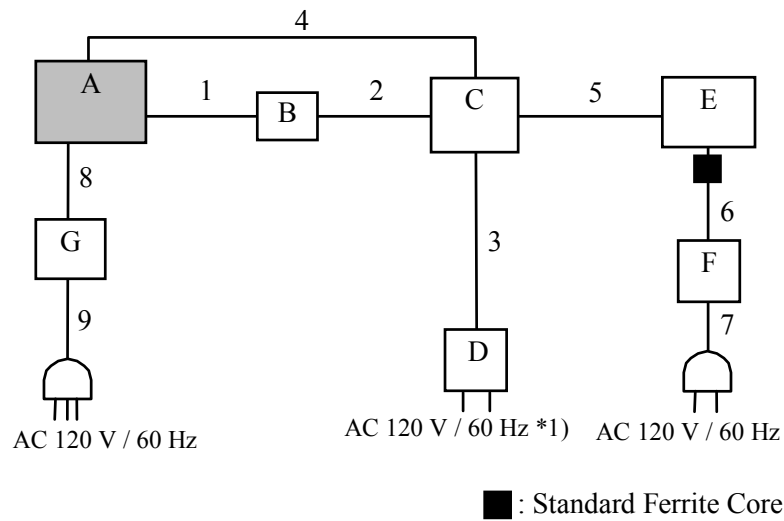 4
A
1
B
2
C
5
E
8
G
3
6
F
9
D
7
AC 120 V / 60 Hz
AC 120 V / 60 Hz *1)
AC 120 V / 60 Hz
: Standard Ferrite Core